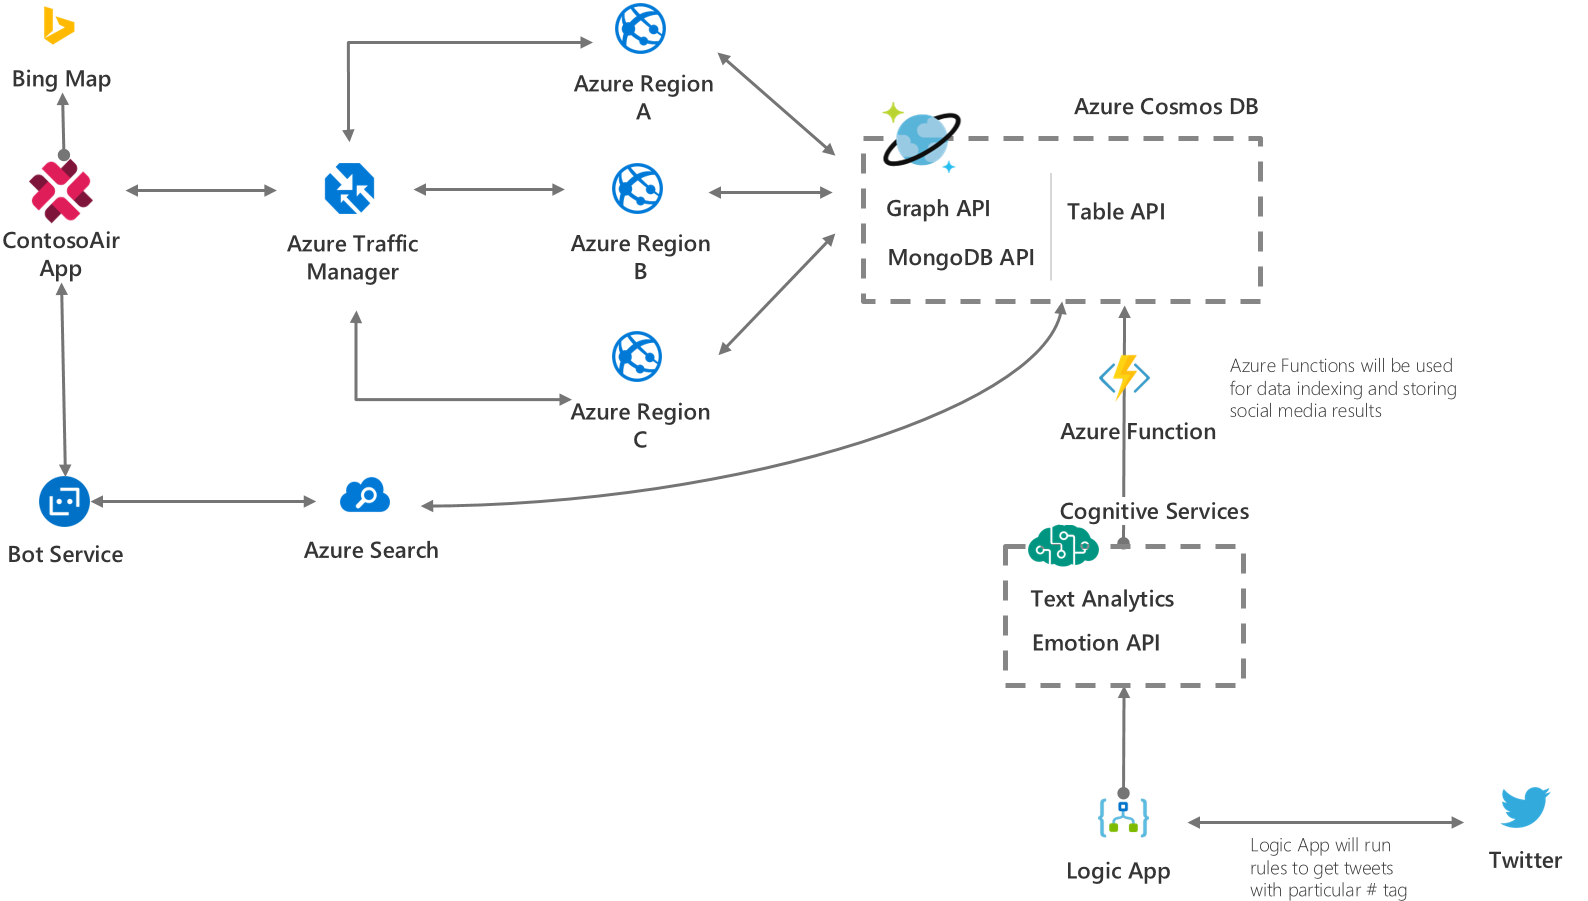 Bing Map
ContosoAir
App
Azure Traffic
Manager
Azure Region
A
Azure Region
B
Azure Region
C
Azure Cosmos DB
Graph API
MongoDB API
Table API
Azure Function
Azure Functions will be used
for data indexing and storing
social media results
Bot Service
Azure Search
Cognitive Services
Text Analytics
Emotion API
Logic App
Logic App will run
rules to get tweets
with particular # tag
Twitter